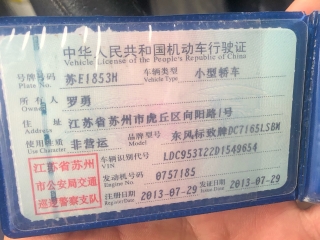 中华人民共和国机动车行驶证
Vehicle License of the People's Republic of China
号牌号码 苏E1853H 车辆类型 小型轿车
Plate No. Vehicle Type
所有人 罗勇
Owner
住址 江苏省苏州市虎丘区向阳路1号
Address
使用性质 非营运 品牌型号 东风标致牌DC7165LSBM
Use Character Model
江苏省苏州 车辆识别代号 LDC953T22D1549654
VIN
市公安局交通 发动机号码 0757185
Engine No.
巡逻警察支队 注册日期 2013-07-29 发证日期 2013-07-29
Register Date Issue Date